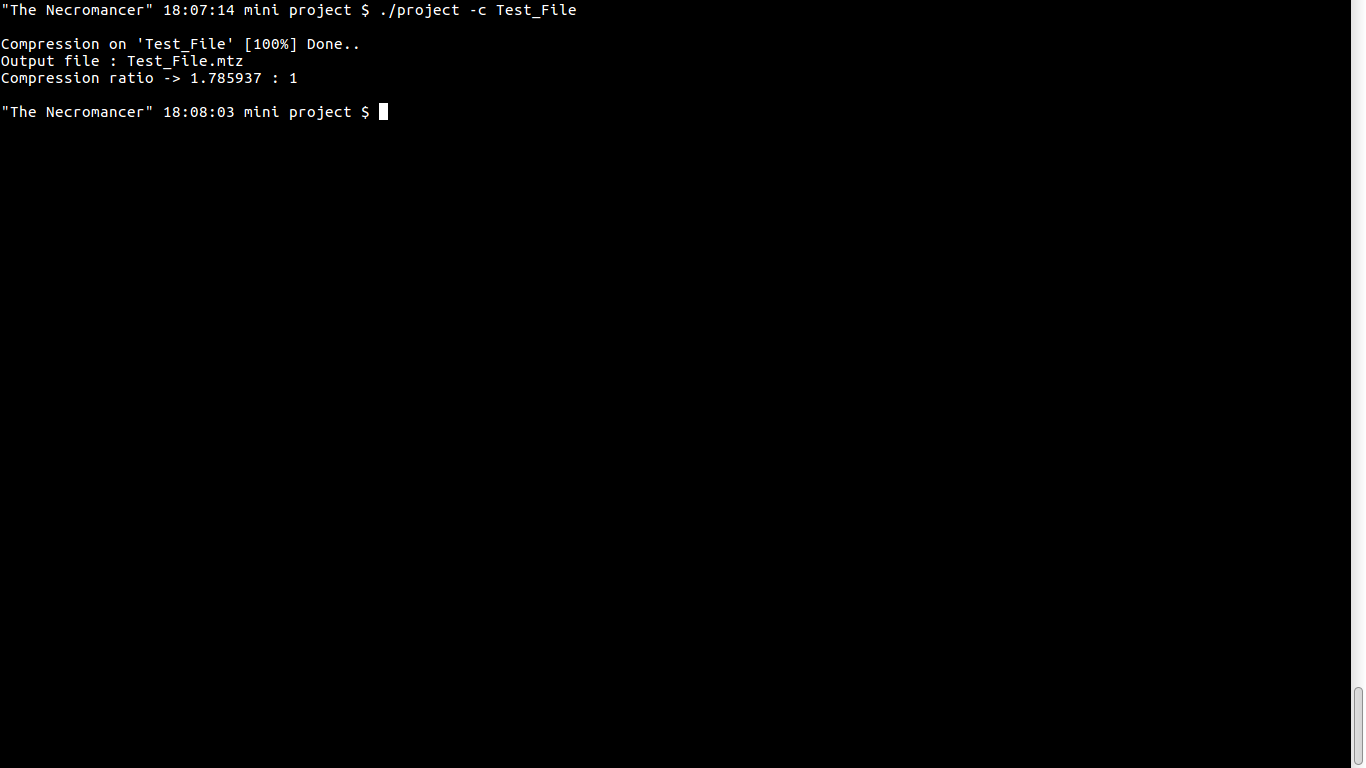 "The Necromancer" 18:07:14 mini project $ ./project -c Test_File
Compression on 'Test_File' [100%] Done..
Output file : Test_File.mtz
Compression ratio -> 1.785937 : 1
"The Necromancer" 18:08:03 mini project $